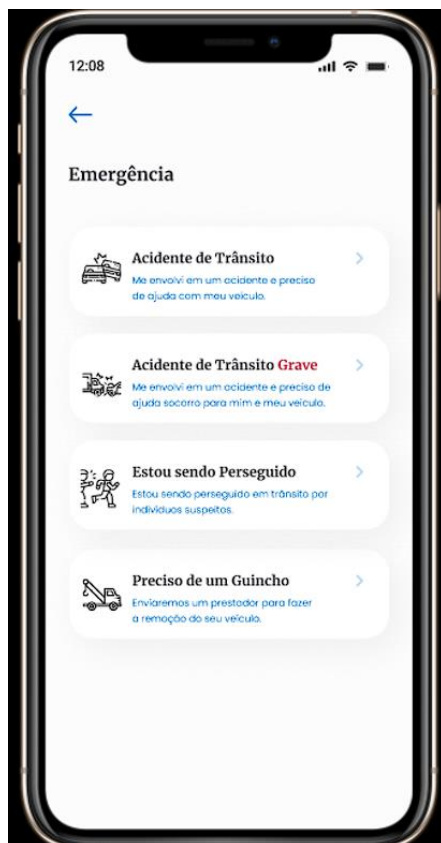 12:08
Emergência
Acidente de Trânsito
Me envolvi em um acidente e preciso
de ajuda com meu veículo.
Acidente de Trânsito Grave
Me envolvi em um acidente e preciso de
ajuda socorro para mim e meu veículo.
Estou sendo Perseguido
Estou sendo perseguido em trânsito por
indivíduos suspeitos.
Preciso de um Guincho
Enviaremos um prestador para fazer
a remoção do seu veículo.